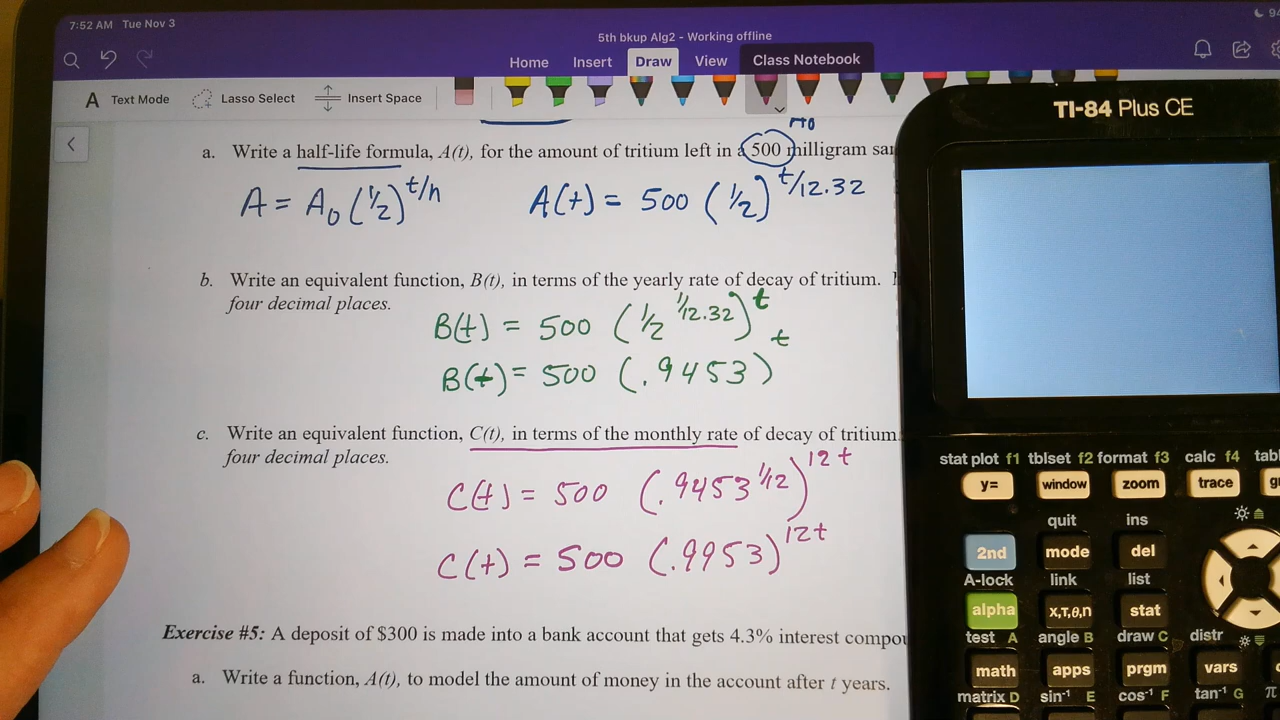 7:52 AM Tue Nov 3
5th bkup Alg2 - Working offline
Home Insert Draw View Class Notebook
A Text Mode Lasso Select Insert Space
a. Write a half-life formula, A(t), for the amount of tritium left in a 500 milligram
A = A₀ (1/2)^t/h A(t) = 500 (1/2)^t/12.32
b. Write an equivalent function, B(t), in terms of the yearly rate of decay of tritium.
four decimal places.
B(t) = 500 (1/2^1/12.32)^t
B(t) = 500 (.9453)^t
c. Write an equivalent function, C(t), in terms of the monthly rate of decay of tritium
four decimal places.
C(t) = 500 (.9453^1/12)^12t
C(t) = 500 (.9953)^12t
Exercise #5: A deposit of $300 is made into a bank account that gets 4.3% interest
a. Write a function, A(t), to model the amount of money in the account after t years.
TI-84 Plus CE
stat plot f1 tblset f2 format f3 calc f4
y= window zoom trace
quit ins
2nd mode del
A-lock link list
alpha x,T,θ,n stat
test A angle B draw C distr
math apps prgm vars
matrix D sin⁻¹ E cos⁻¹ F tan⁻¹ G π